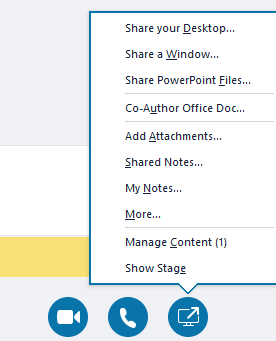 Share your Desktop...
Share a Window...
Share PowerPoint Files...
Co-Author Office Doc...
Add Attachments...
Shared Notes...
My Notes...
More...
Manage Content (1)
Show Stage